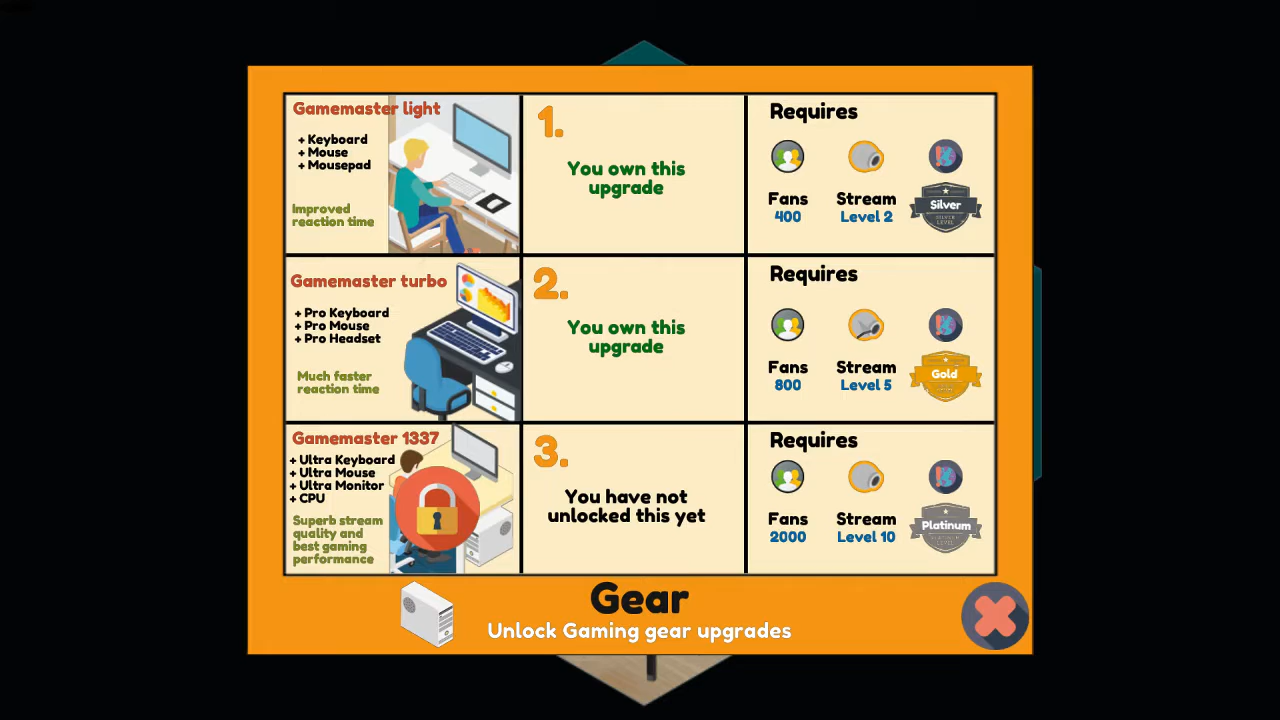 Gamemaster light
+ Keyboard
+ Mouse
+ Mousepad
Improved
reaction time
1.
You own this
upgrade
Requires
Fans
400
Stream
Level 2
Silver
SILVER
LEVEL
Gamemaster turbo
+ Pro Keyboard
+ Pro Mouse
+ Pro Headset
Much faster
reaction time
2.
You own this
upgrade
Requires
Fans
800
Stream
Level 5
Gold
Gamemaster 1337
+ Ultra Keyboard
+ Ultra Mouse
+ Ultra Monitor
+ CPU
Superb stream
quality and
best gaming
performance
3.
You have not
unlocked this yet
Requires
Fans
2000
Stream
Level 10
Platinum
PLATINUM
LEVEL
Gear
Unlock Gaming gear upgrades